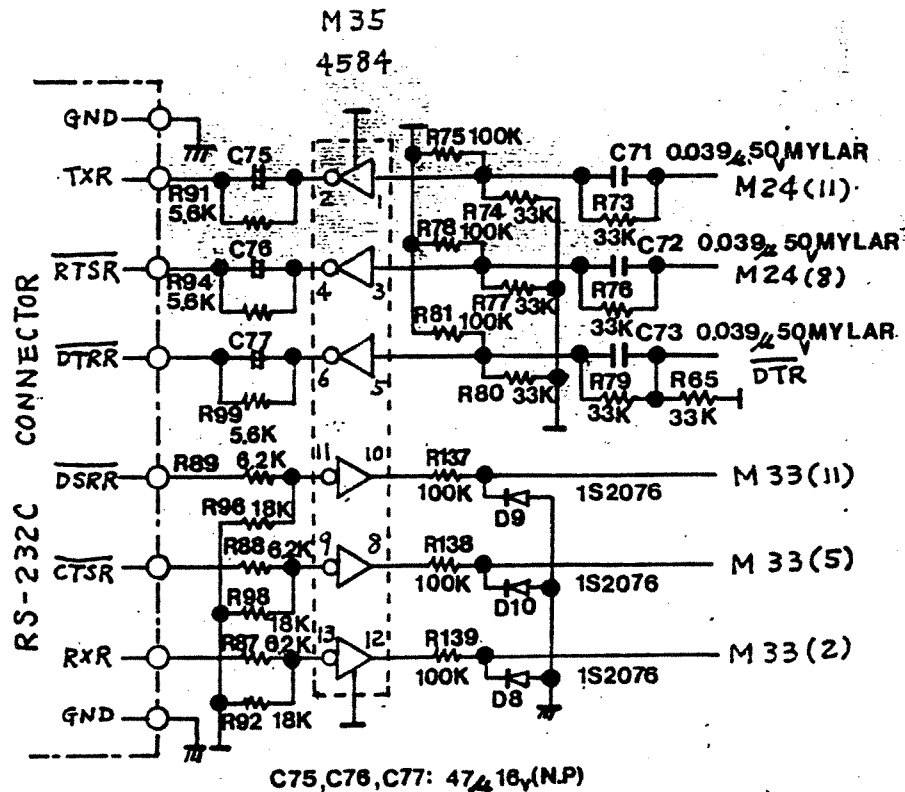 M35
4584
GND
TXR
C75
R91
5.6K
2
1
R75 100K
R74
33K
C71 0.039µ 50V MYLAR
R73
33K
M24(11)
RTSR
C76
R94
5.6K
4
3
R78
100K
R77
33K
C72 0.039µ 50V MYLAR
R76
33K
M24(8)
DTRR
C77
R99
5.6K
6
5
R81
100K
R80
33K
C73 0.039µ 50V MYLAR
R79
33K
R65
33K
DTR
DSRR
R89
6.2K
11
10
R137
100K
D9
1S2076
M33(11)
R96
18K
CTSR
R88
6.2K
9
8
R138
100K
D10
1S2076
M33(5)
R98
18K
RXR
R87
6.2K
13
12
R139
100K
D8
1S2076
M33(2)
R92
18K
GND
RS-232C CONNECTOR
C75,C76,C77: 47µ 16V(N.P)